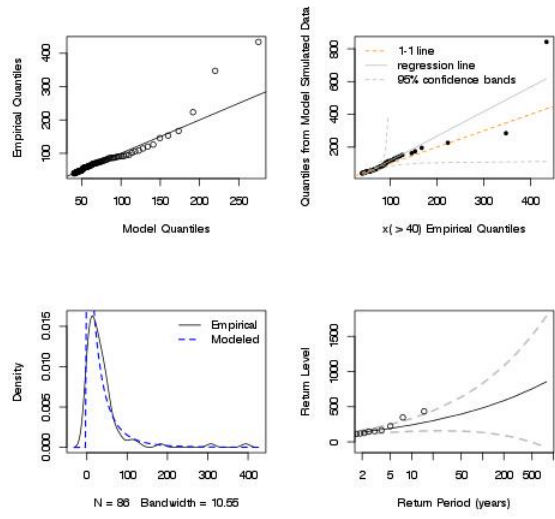 Empirical Quantiles
100 200 300 400
50 100 150 200 250
Model Quantiles
Quantiles from Model Simulated Data
200 400 600 800
1-1 line
regression line
95% confidence bands
100 200 300 400
x( > 40) Empirical Quantiles
Density
0.000 0.005 0.010 0.015
Empirical
Modeled
0 100 200 300 400
N = 86 Bandwidth = 10.55
Return Level
0 500 1000 1500
2 5 10 50 200 500
Return Period (years)